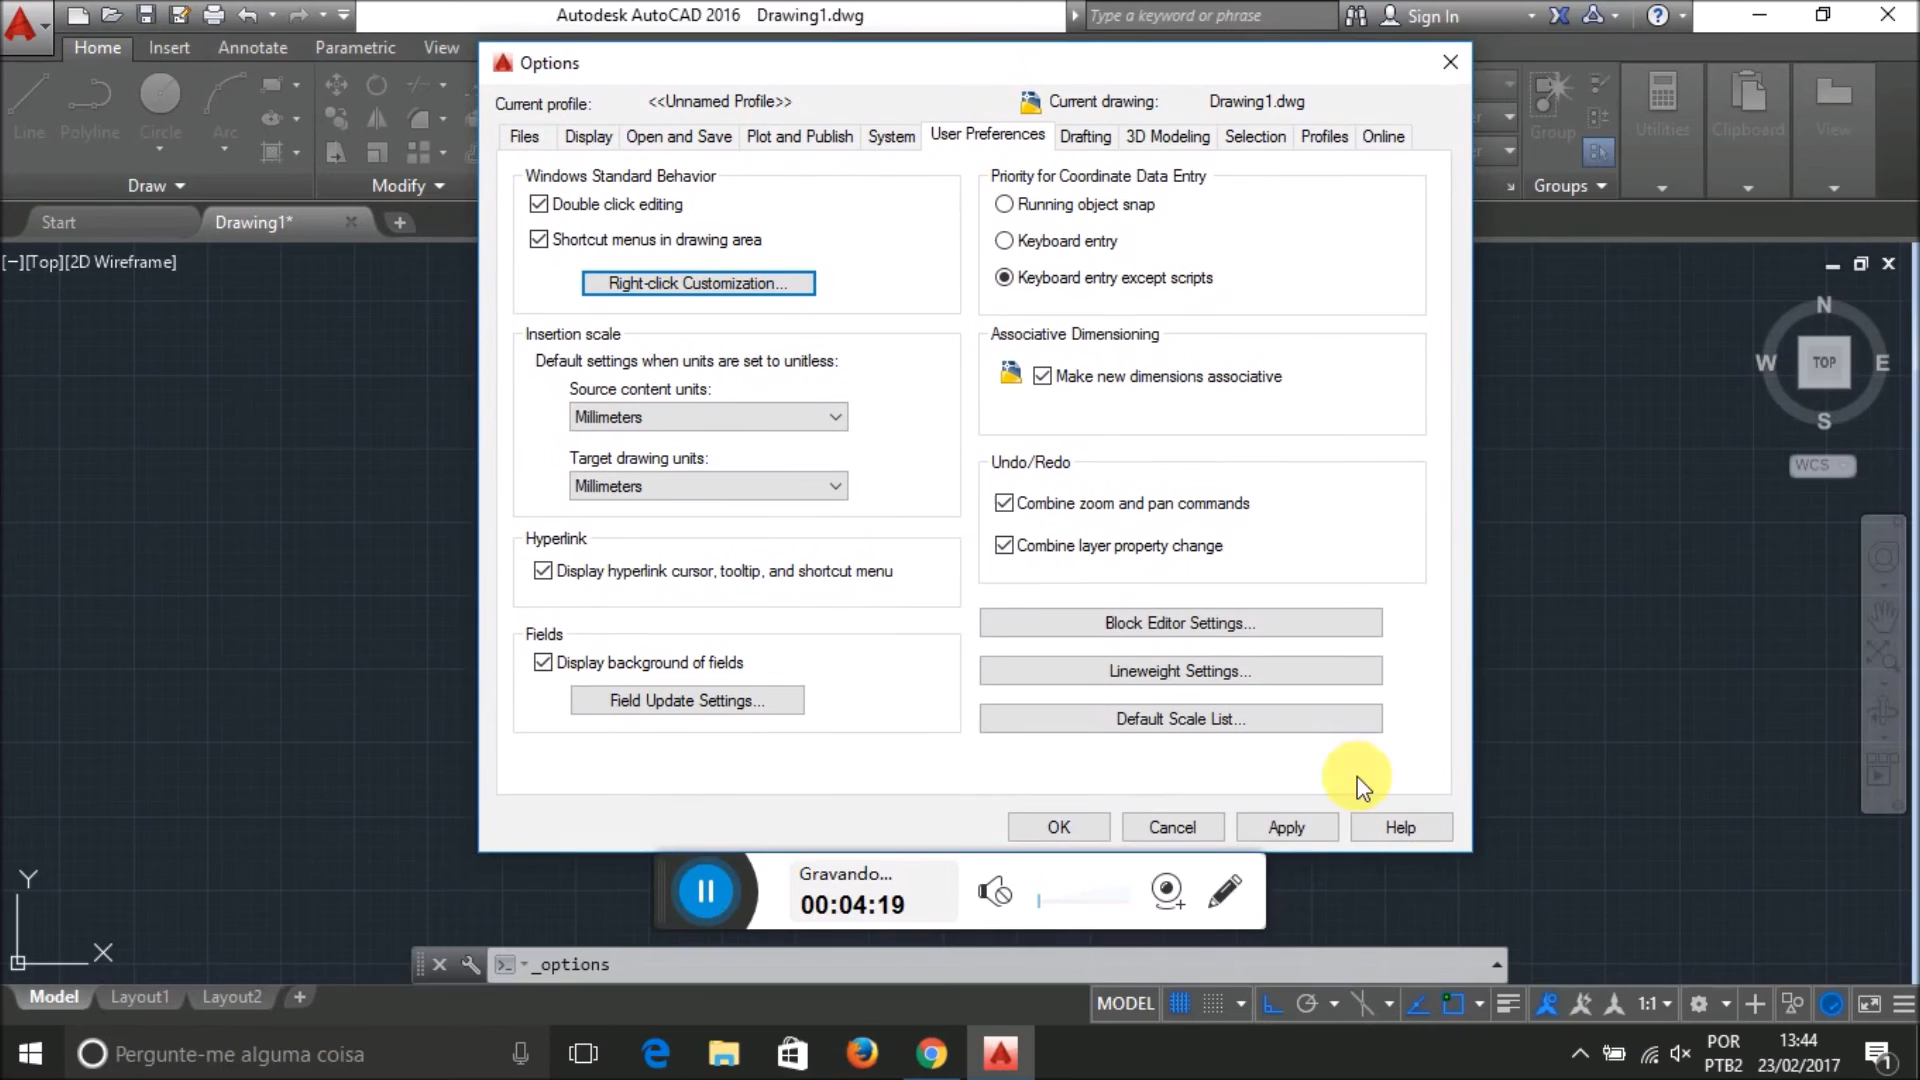 Autodesk AutoCAD 2016 Drawing1.dwg
Type a keyword or phrase
Sign In
Home Insert Annotate Parametric View
Line Polyline Circle Arc
Draw
Modify
Group
Groups
Utilities
Clipboard
View
Start
Drawing1*
[−][Top][2D Wireframe]
Options
Current profile: <<Unnamed Profile>> Current drawing: Drawing1.dwg
Files Display Open and Save Plot and Publish System User Preferences Drafting 3D Modeling Selection Profiles Online
Windows Standard Behavior
Double click editing
Shortcut menus in drawing area
Right-click Customization...
Insertion scale
Default settings when units are set to unitless:
Source content units:
Millimeters
Target drawing units:
Millimeters
Hyperlink
Display hyperlink cursor, tooltip, and shortcut menu
Fields
Display background of fields
Field Update Settings...
Priority for Coordinate Data Entry
Running object snap
Keyboard entry
Keyboard entry except scripts
Associative Dimensioning
Make new dimensions associative
Undo/Redo
Combine zoom and pan commands
Combine layer property change
Block Editor Settings...
Lineweight Settings...
Default Scale List...
OK Cancel Apply Help
N
W TOP E
S
WCS
Gravando...
00:04:19
Y
X
_options
Model Layout1 Layout2
MODEL
1:1
Pergunte-me alguma coisa
POR
PTB2
13:44
23/02/2017
1